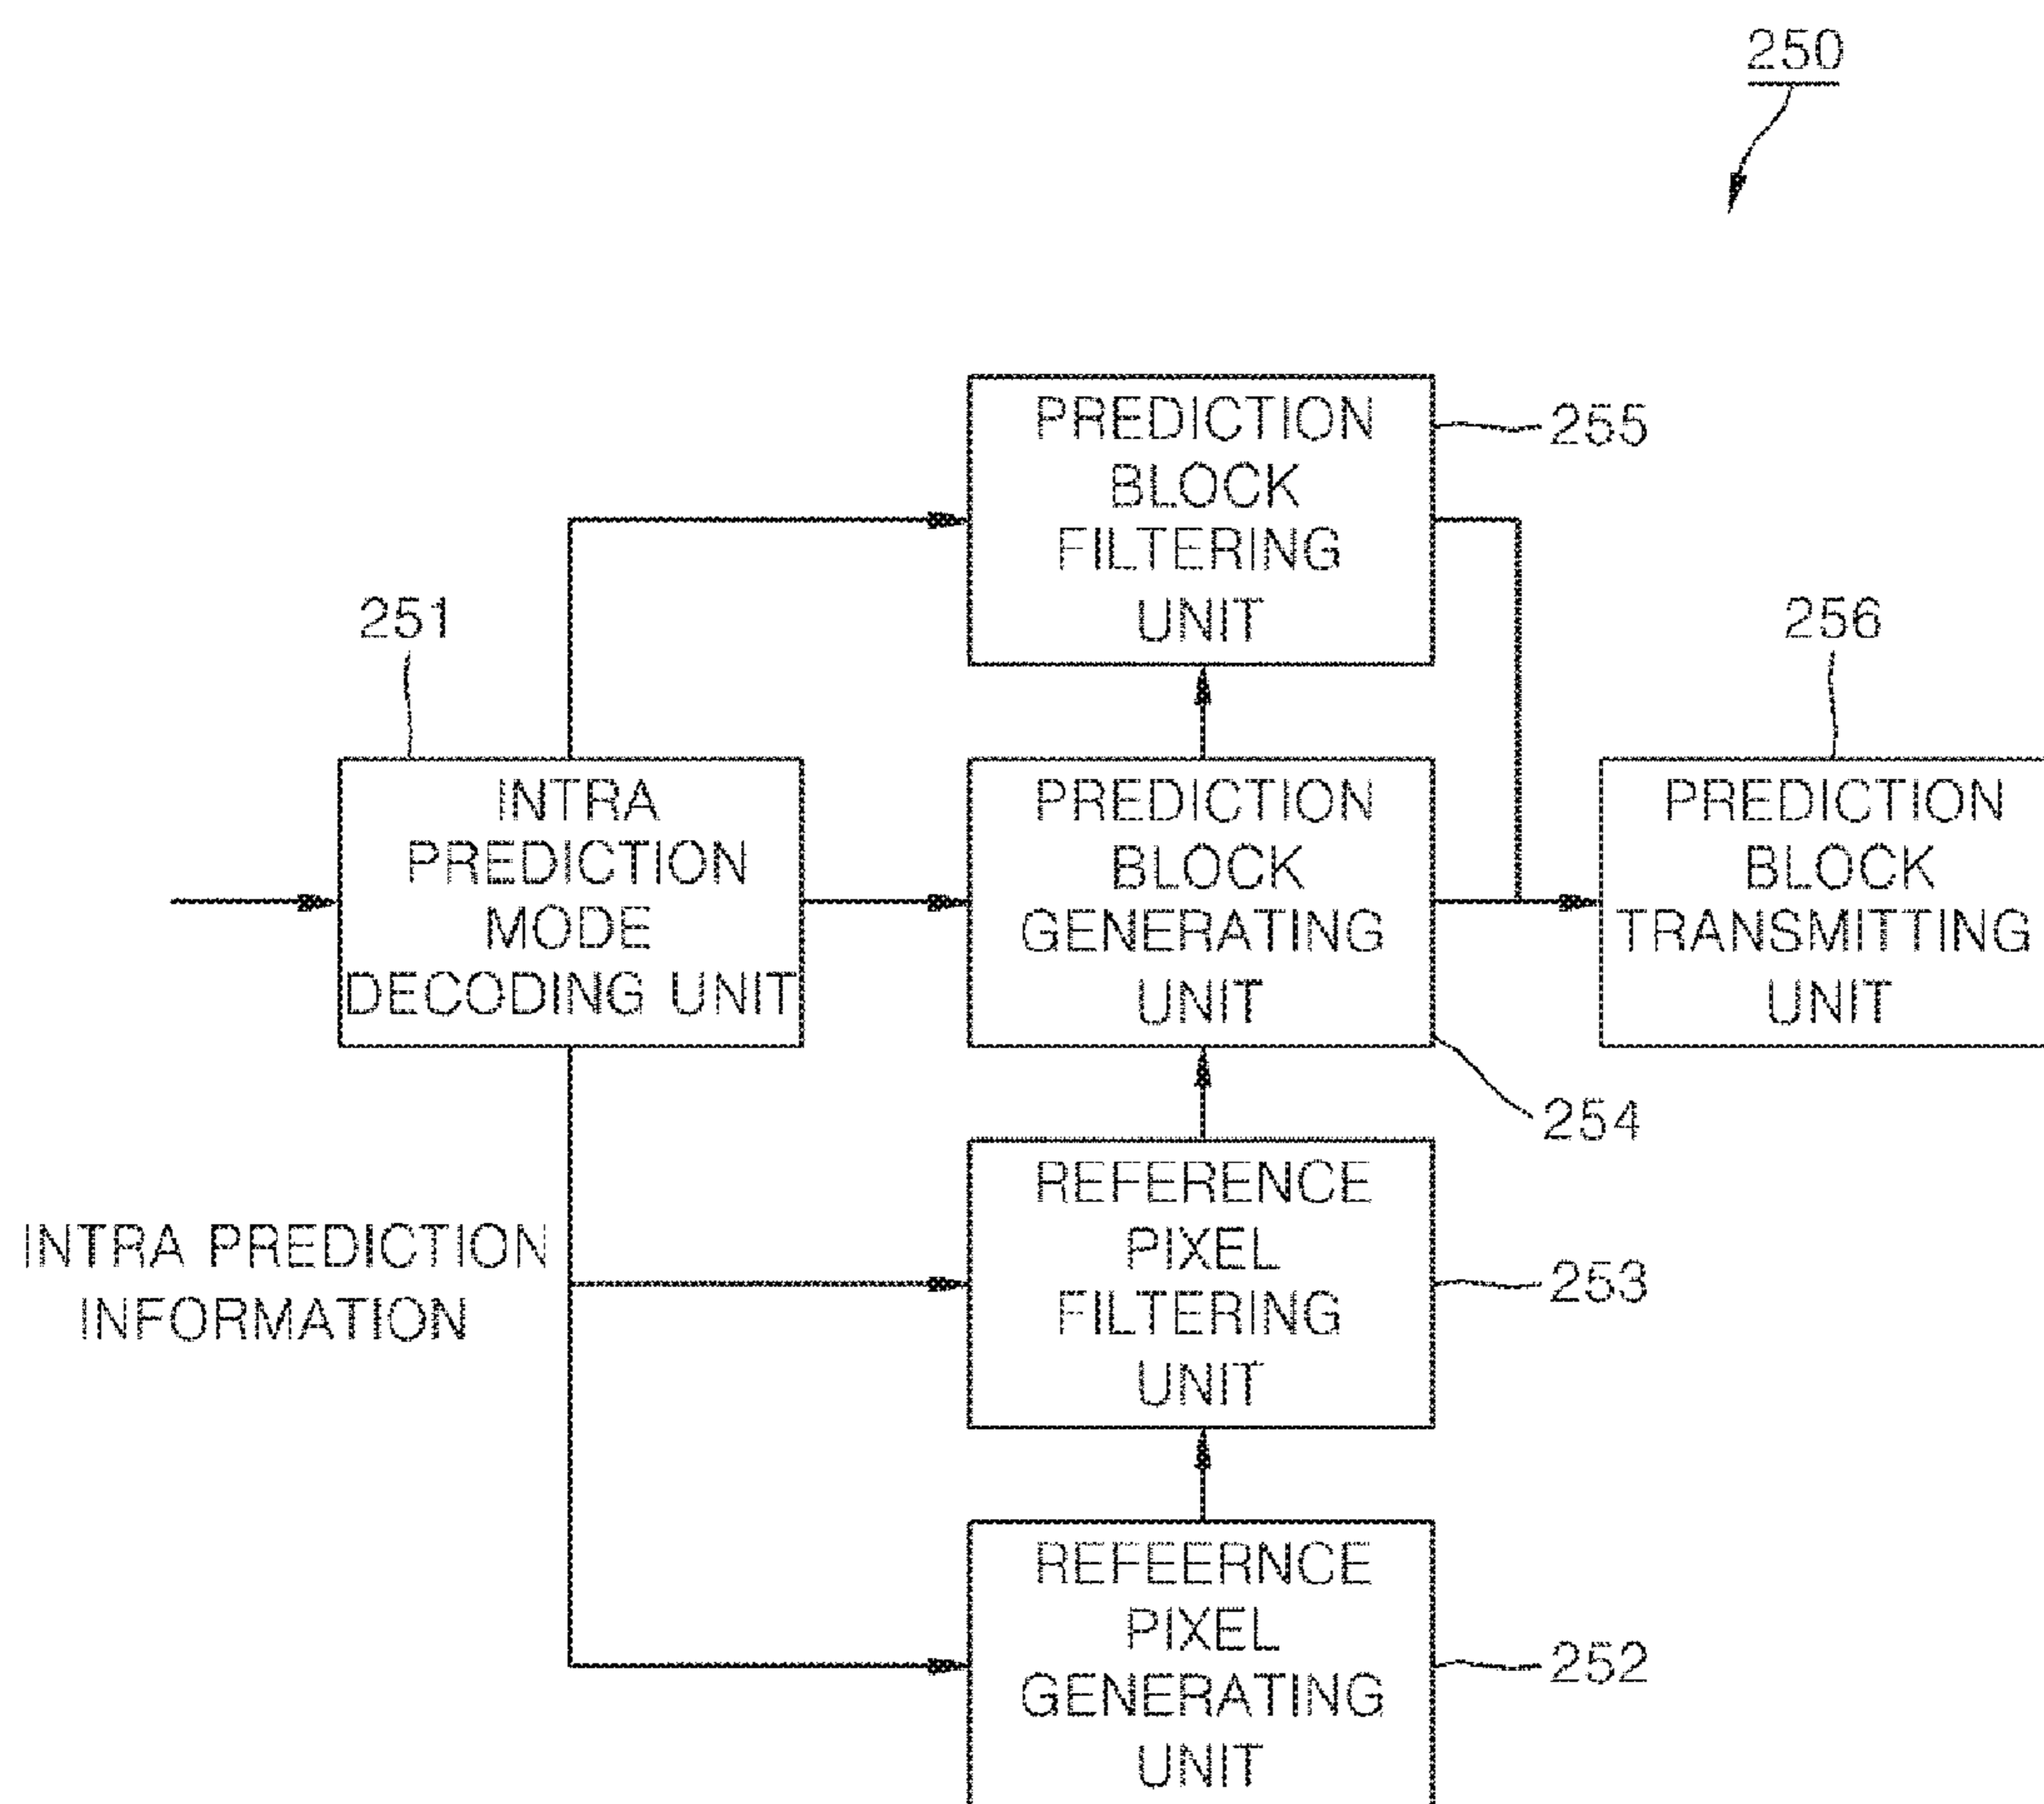 250
PREDICTION
BLOCK
FILTERING
UNIT
255
251
256
INTRA
PREDICTION
MODE
DECODING UNIT
PREDICTION
BLOCK
GENERATING
UNIT
PREDICTION
BLOCK
TRANSMITTING
UNIT
254
INTRA PREDICTION
INFORMATION
REFERENCE
PIXEL
FILTERING
UNIT
253
REFEERNCE
PIXEL
GENERATING
UNIT
252